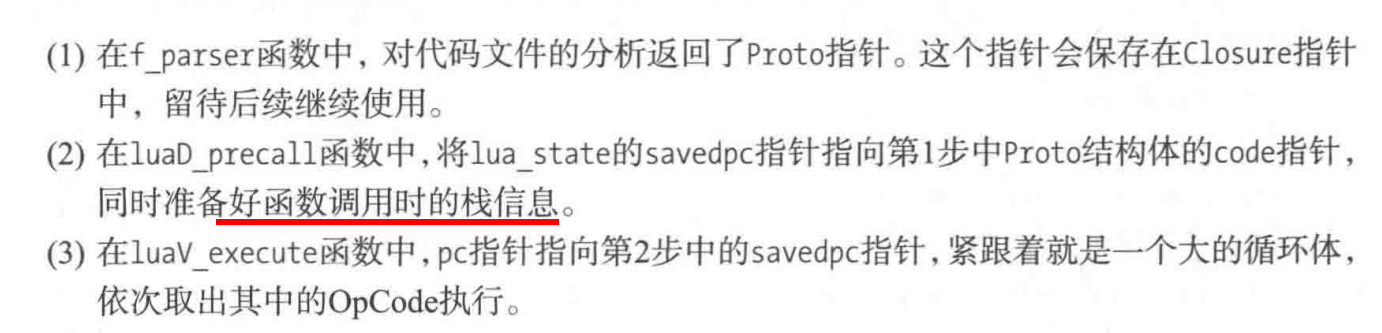 (1) 在f_parser函数中，对代码文件的分析返回了Proto指针。这个指针会保存在Closure指针
中，留待后续继续使用。
(2) 在luaD_precall函数中，将lua_state的savedpc指针指向第1步中Proto结构体的code指针，
同时准备好函数调用时的栈信息。
(3) 在luaV_execute函数中，pc指针指向第2步中的savedpc指针，紧跟着就是一个大的循环体，
依次取出其中的OpCode执行。